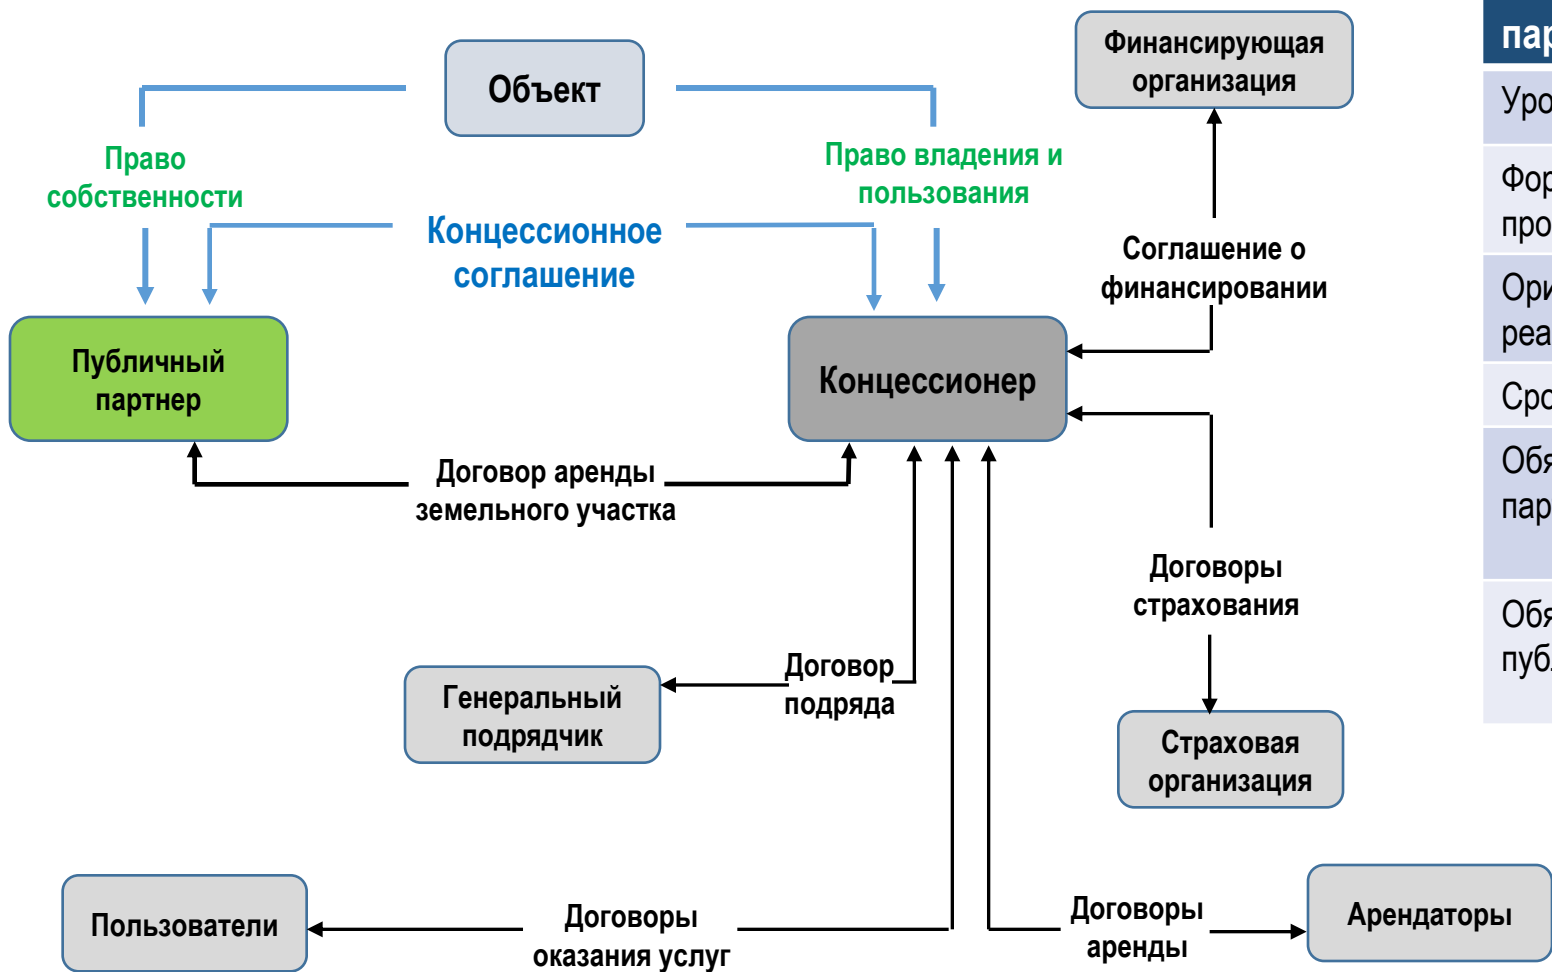 Объект
Финансирующая
организация
Право
собственности
Право владения и
пользования
Концессионное
соглашение
Соглашение о
финансировании
Публичный
партнер
Концессионер
Договор аренды
земельного участка
Договоры
страхования
Договор
подряда
Генеральный
подрядчик
Страховая
организация
Пользователи
Договоры
оказания услуг
Договоры
аренды
Арендаторы